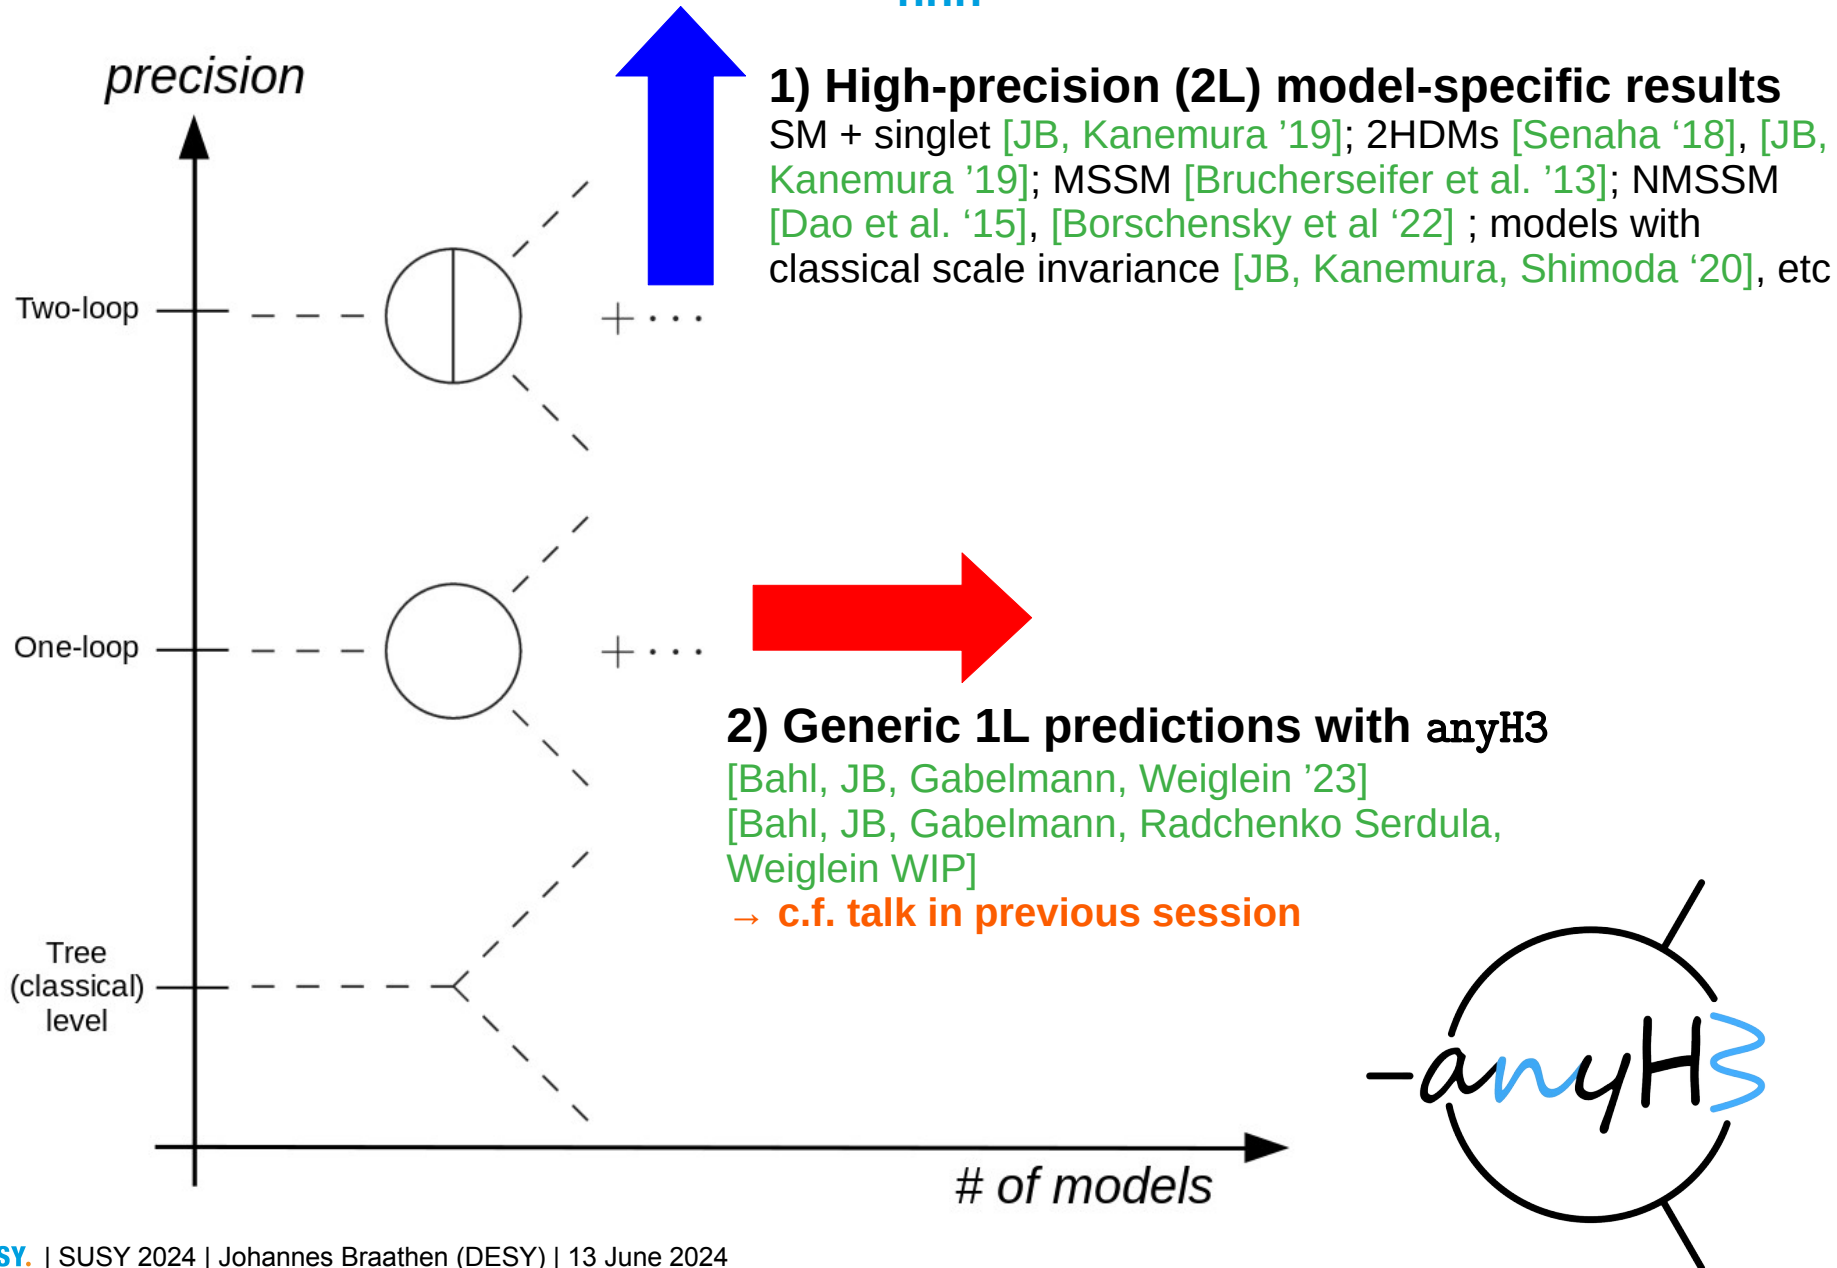 precision
1) High-precision (2L) model-specific results
SM + singlet [JB, Kanemura ’19]; 2HDMs [Senaha ‘18], [JB,
Kanemura ’19]; MSSM [Brucherseifer et al. ’13]; NMSSM
[Dao et al. ‘15], [Borschensky et al ‘22] ; models with
classical scale invariance [JB, Kanemura, Shimoda ‘20], etc
Two-loop
+ · · ·
One-loop
+ · · ·
2) Generic 1L predictions with anyH3
[Bahl, JB, Gabelmann, Weiglein ’23]
[Bahl, JB, Gabelmann, Radchenko Serdula,
Weiglein WIP]
→ c.f. talk in previous session
Tree
(classical)
level
anyH3
# of models
SY. | SUSY 2024 | Johannes Braathen (DESY) | 13 June 2024